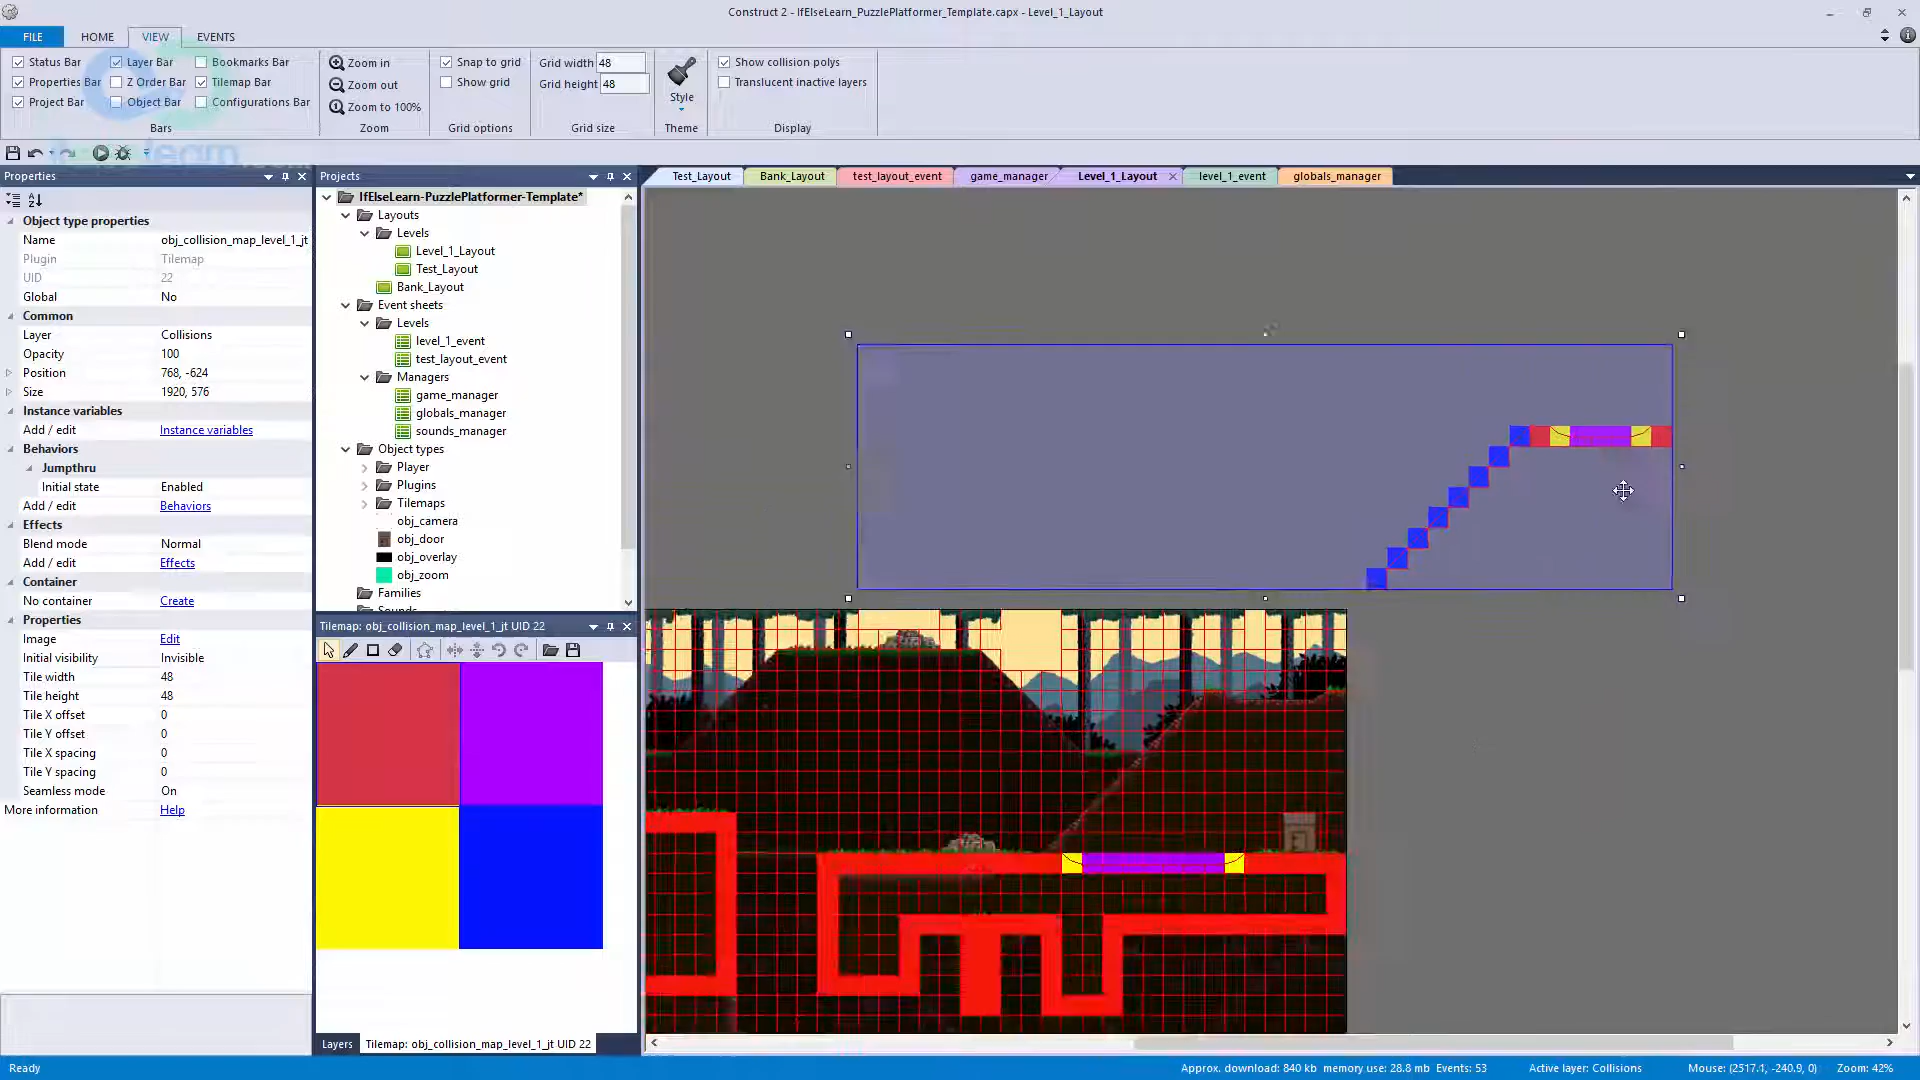 Construct 2 - IfElseLearn_PuzzlePlatformer_Template.capx - Level_1_Layout
FILE HOME VIEW EVENTS
Status Bar Layer Bar Bookmarks Bar
Properties Bar Z Order Bar Tilemap Bar
Project Bar Object Bar Configurations Bar
Bars
Zoom in
Zoom out
Zoom to 100%
Zoom
Snap to grid
Show grid
Grid options
Grid width 48
Grid height 48
Grid size
Style
Theme
Show collision polys
Translucent inactive layers
Display
Properties
Object type properties
Name obj_collision_map_level_1_jt
Plugin Tilemap
UID 22
Global No
Common
Layer Collisions
Opacity 100
Position 768, -624
Size 1920, 576
Instance variables
Add / edit Instance variables
Behaviors
Jumpthru
Initial state Enabled
Add / edit Behaviors
Effects
Blend mode Normal
Add / edit Effects
Container
No container Create
Properties
Image Edit
Initial visibility Invisible
Tile width 48
Tile height 48
Tile X offset 0
Tile Y offset 0
Tile X spacing 0
Tile Y spacing 0
Seamless mode On
More information Help
Projects
IfElseLearn-PuzzlePlatformer-Template*
Layouts
Levels
Level_1_Layout
Test_Layout
Bank_Layout
Event sheets
Levels
level_1_event
test_layout_event
Managers
game_manager
globals_manager
sounds_manager
Object types
Player
Plugins
Tilemaps
obj_camera
obj_door
obj_overlay
obj_zoom
Families
Sounds
Tilemap: obj_collision_map_level_1_jt UID 22
Layers Tilemap: obj_collision_map_level_1_jt UID 22
Test_Layout Bank_Layout test_layout_event game_manager Level_1_Layout level_1_event globals_manager
Ready
Approx. download: 840 kb memory use: 28.8 mb Events: 53 Active layer: Collisions Mouse: (2517.1, -240.9, 0) Zoom: 42%